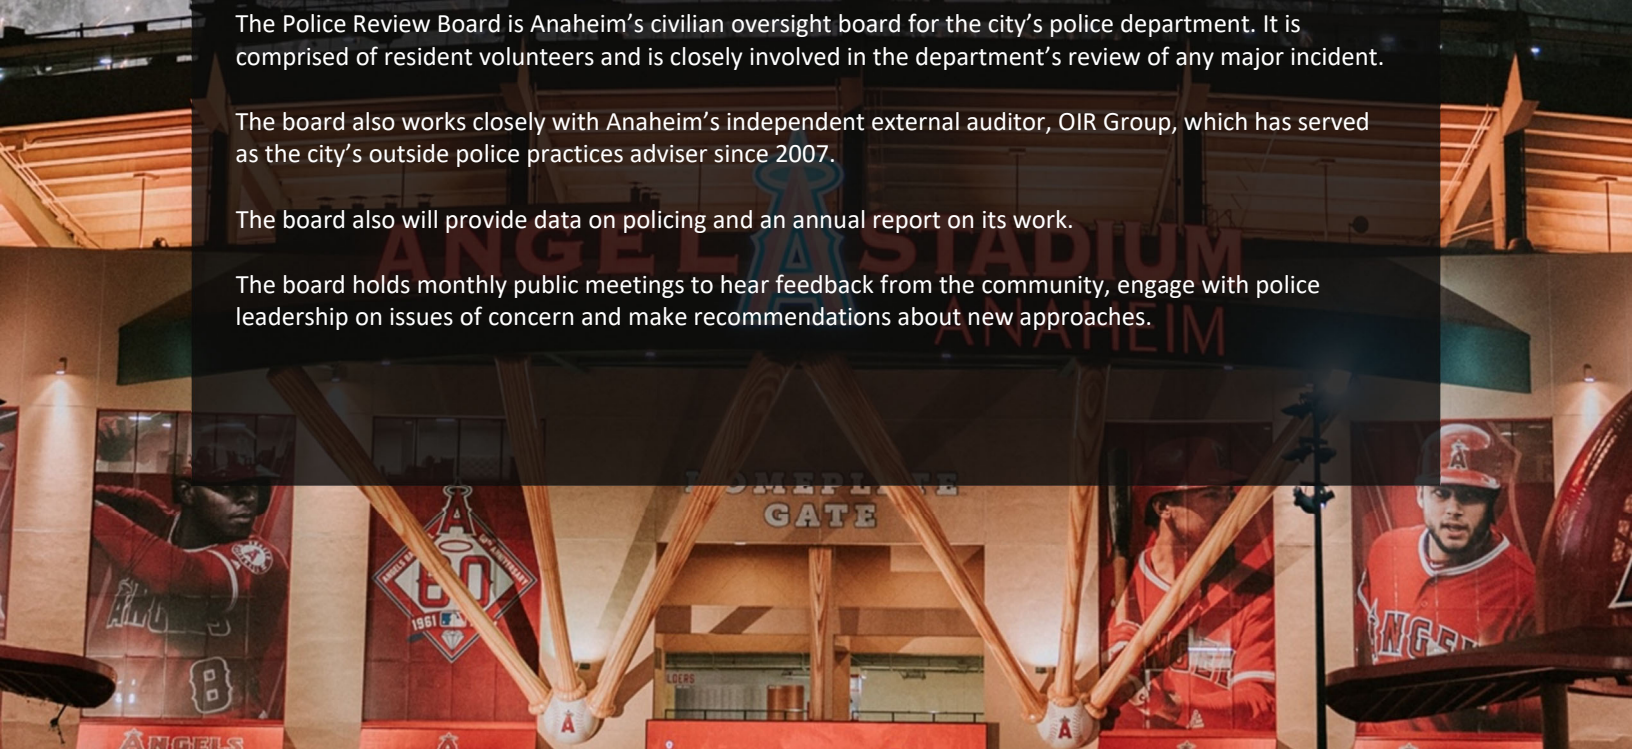 The Police Review Board is Anaheim’s civilian oversight board for the city’s police department. It is
comprised of resident volunteers and is closely involved in the department’s review of any major incident.
The board also works closely with Anaheim’s independent external auditor, OIR Group, which has served
as the city’s outside police practices adviser since 2007.
The board also will provide data on policing and an annual report on its work.
The board holds monthly public meetings to hear feedback from the community, engage with police
leadership on issues of concern and make recommendations about new approaches.
ANGEL STADIUM
ANAHEIM
HOMEPLATE
GATE
60
1961
ANGELS
8
ANGELS